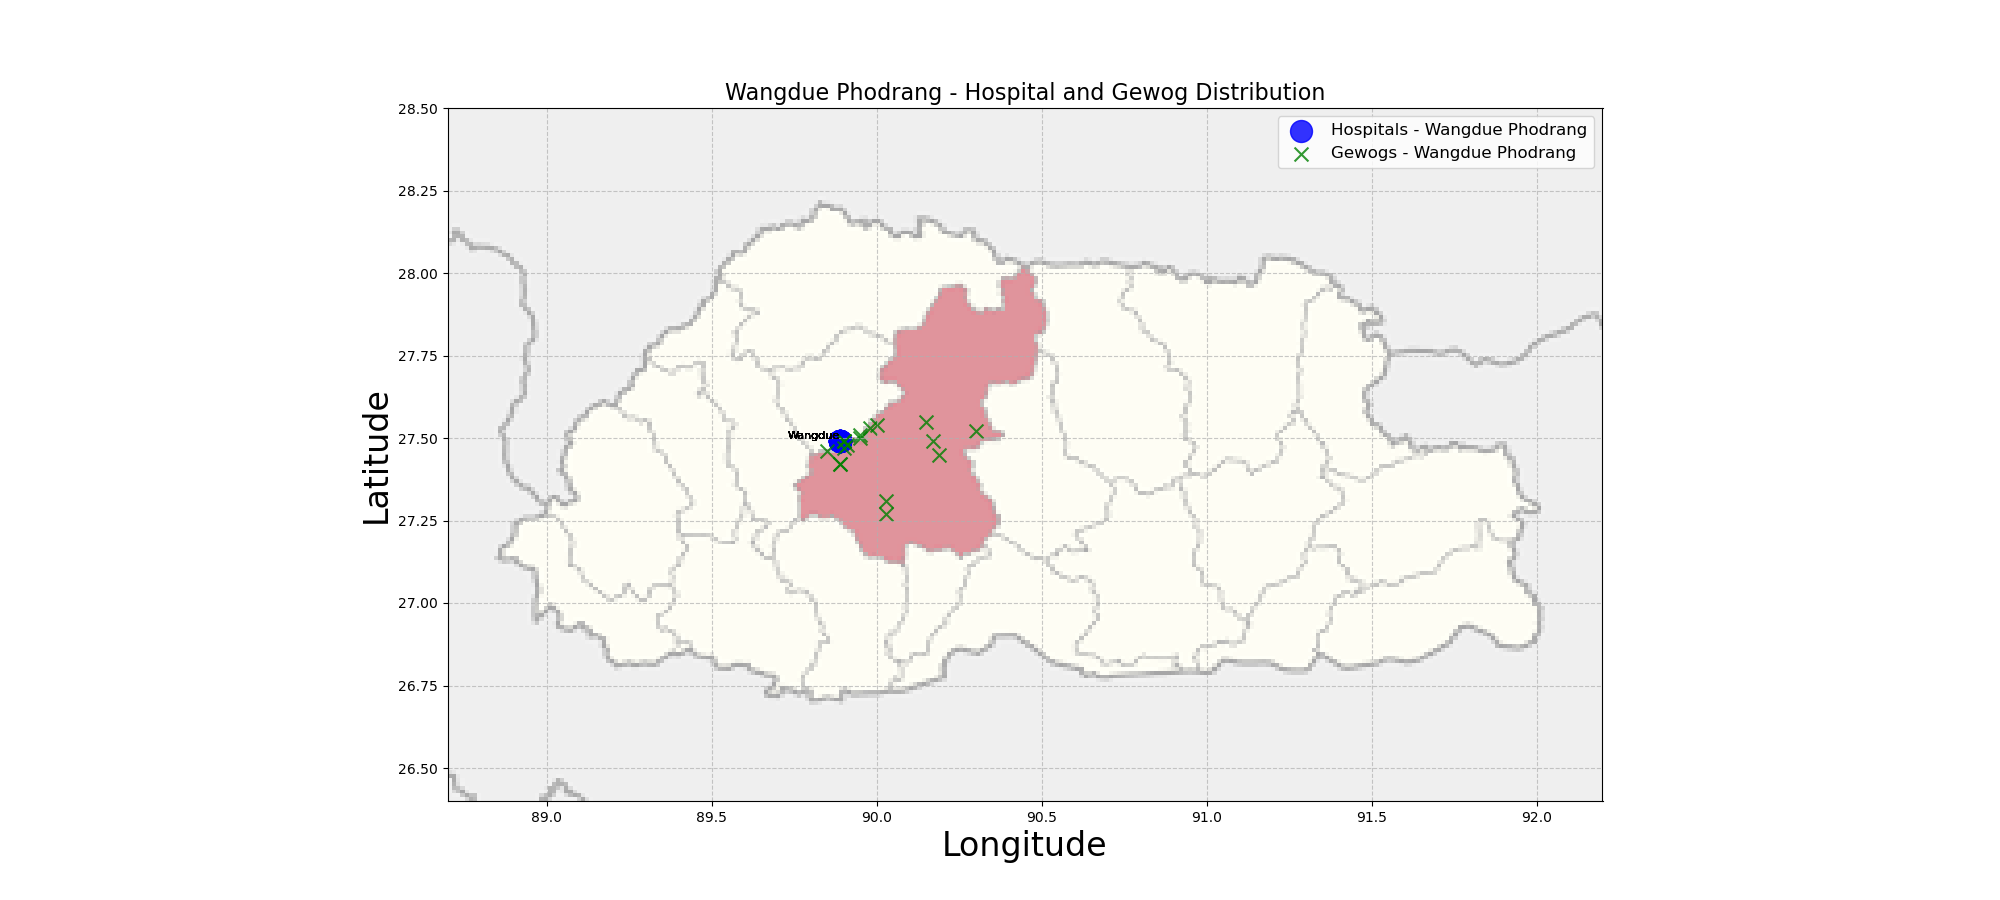 Wangdue Phodrang - Hospital and Gewog Distribution
Hospitals - Wangdue Phodrang
Gewogs - Wangdue Phodrang
28.50
28.25
28.00
27.75
27.50
27.25
27.00
26.75
26.50
Latitude
Wangdue
89.0 89.5 90.0 90.5 91.0 91.5 92.0
Longitude